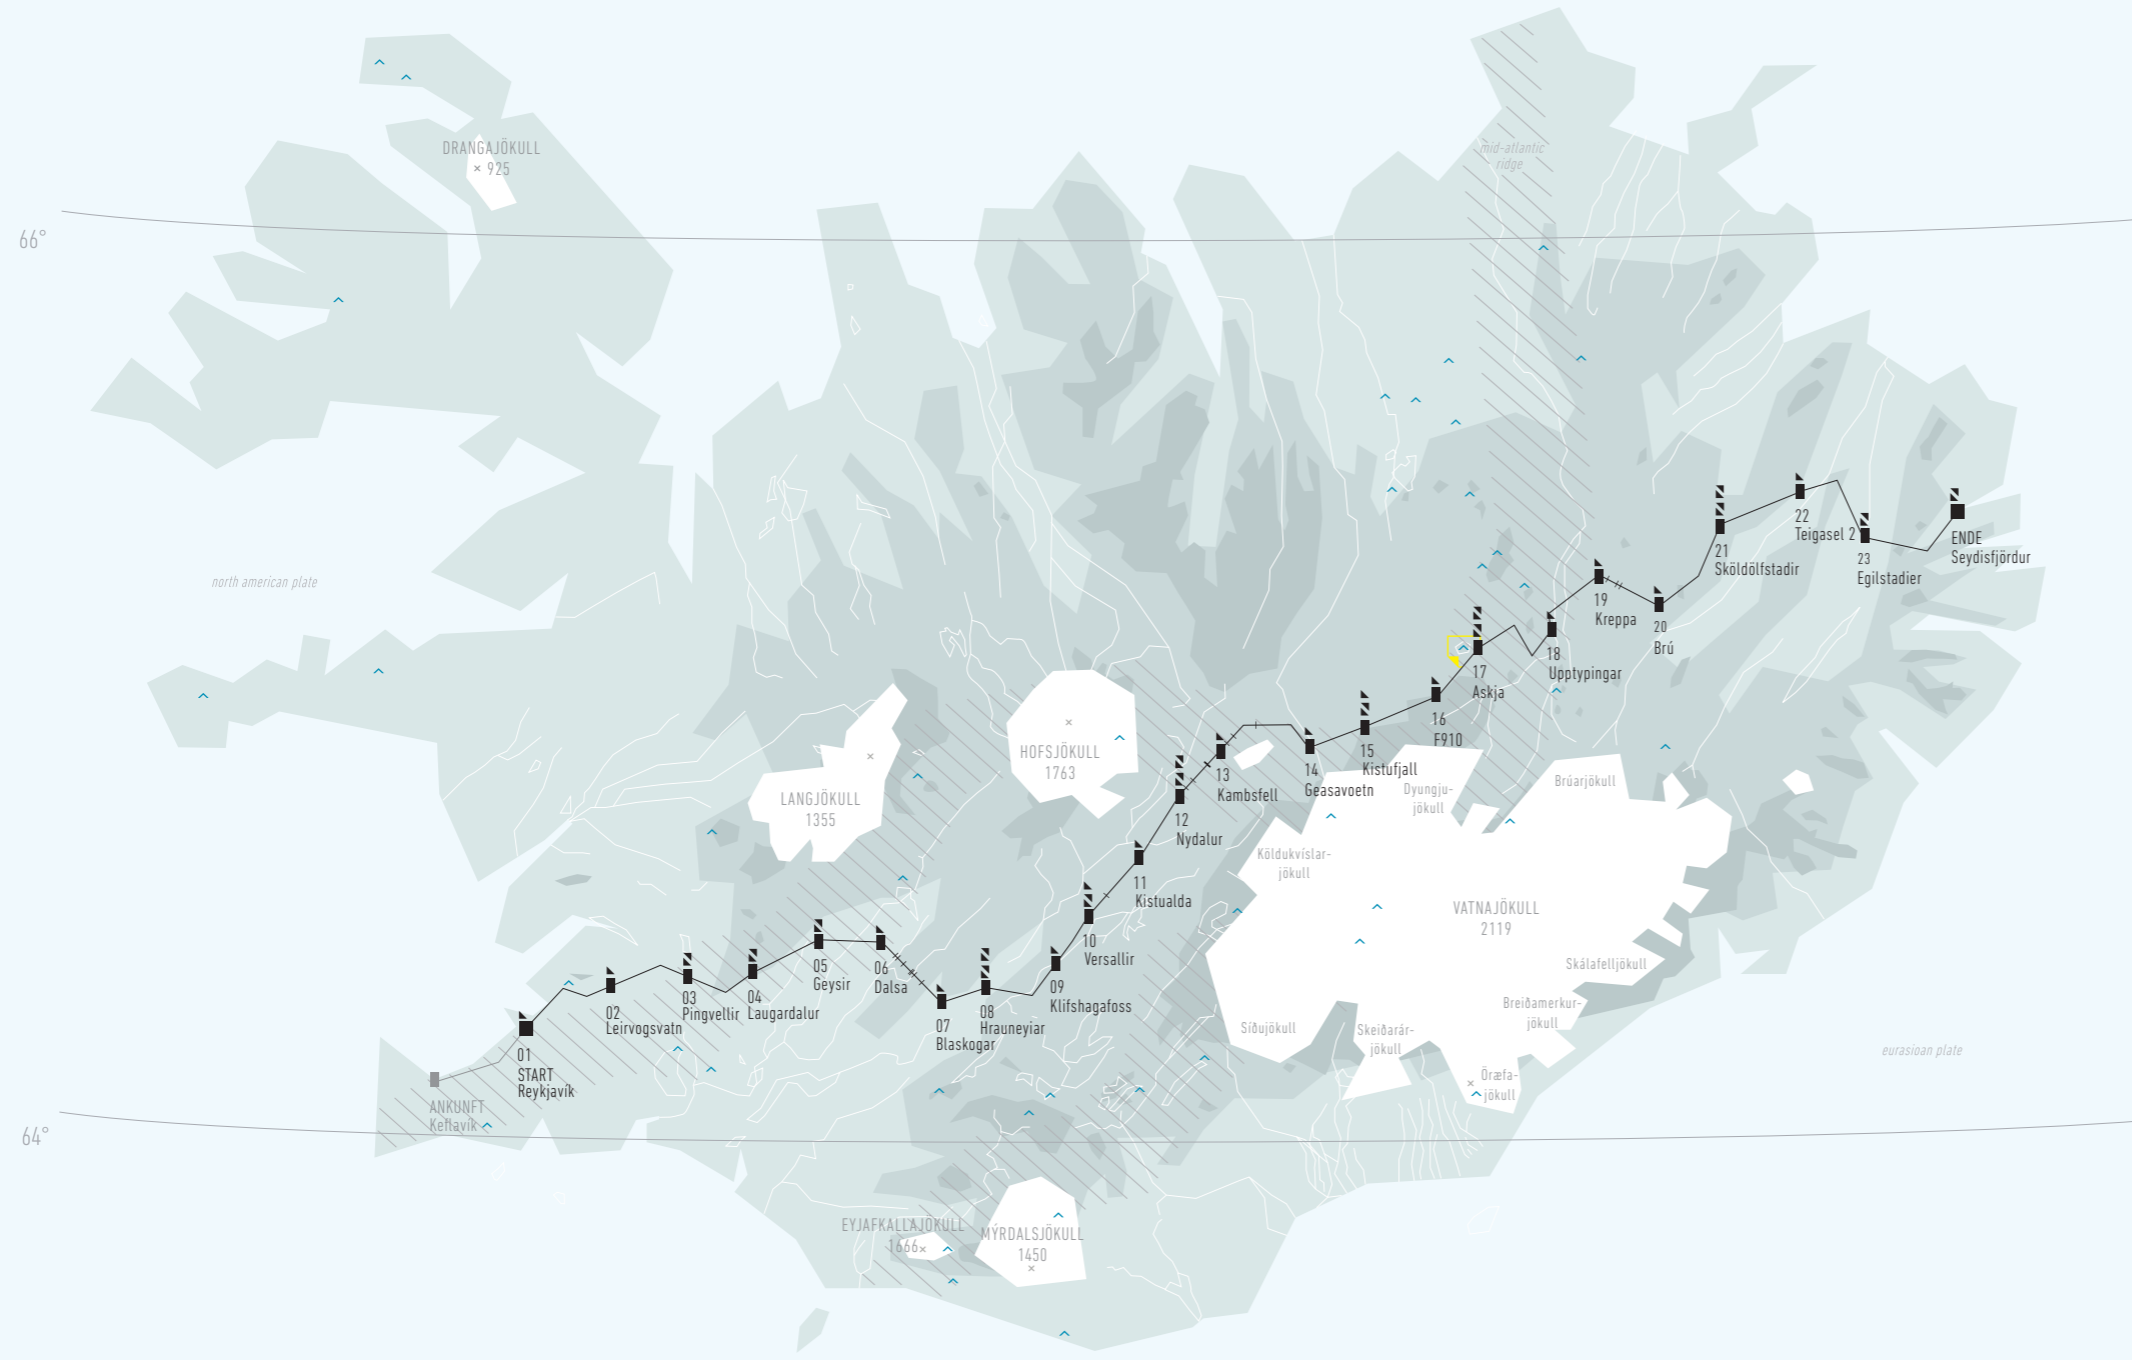 DRANGAJÖKULL
× 925
mid-atlantic
ridge
66°
north american plate
22
Teigasel 2
ENDE
Seydisfjördur
21
Sköldölfstadir
23
Egilstadier
19
Kreppa
20
Brú
18
Upptypingar
17
Askja
16
F910
15
Kistufjall
14
Geasavoetn
13
Kambsfell
12
Nydalur
11
Kistualda
10
Versallir
09
Klifshagafoss
08
Hrauneyiar
07
Blaskogar
06
Dalsa
05
Geysir
04
Laugardalur
03
Pingvellir
02
Leirvogsvatn
01
START
Reykjavík
ANKUNFT
Keflavik
HOFSJÖKULL
1763
LANGJÖKULL
1355
Dyungju-
jökull
Brúarjökull
Köldukvíslar-
jökull
VATNAJÖKULL
2119
Skálafelljökull
Breiðamerkur-
jökull
Síðujökull
Skeiðarár-
jökull
Öræfa-
jökull
eurasioan plate
64°
EYJAFKALLAJÖKULL
1666×
MÝRDALSJÖKULL
1450